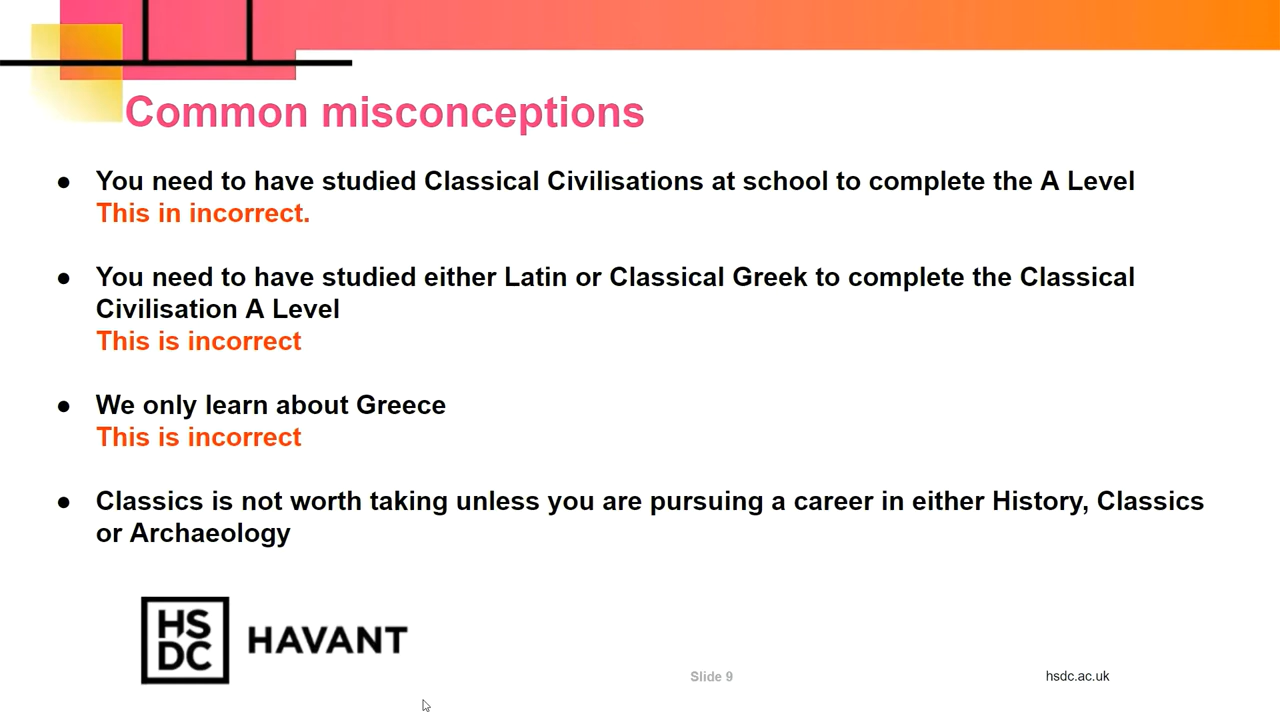 Common misconceptions
● You need to have studied Classical Civilisations at school to complete the A Level
This in incorrect.
● You need to have studied either Latin or Classical Greek to complete the Classical
Civilisation A Level
This is incorrect
● We only learn about Greece
This is incorrect
● Classics is not worth taking unless you are pursuing a career in either History, Classics
or Archaeology
HS
DC
HAVANT
Slide 9
hsdc.ac.uk